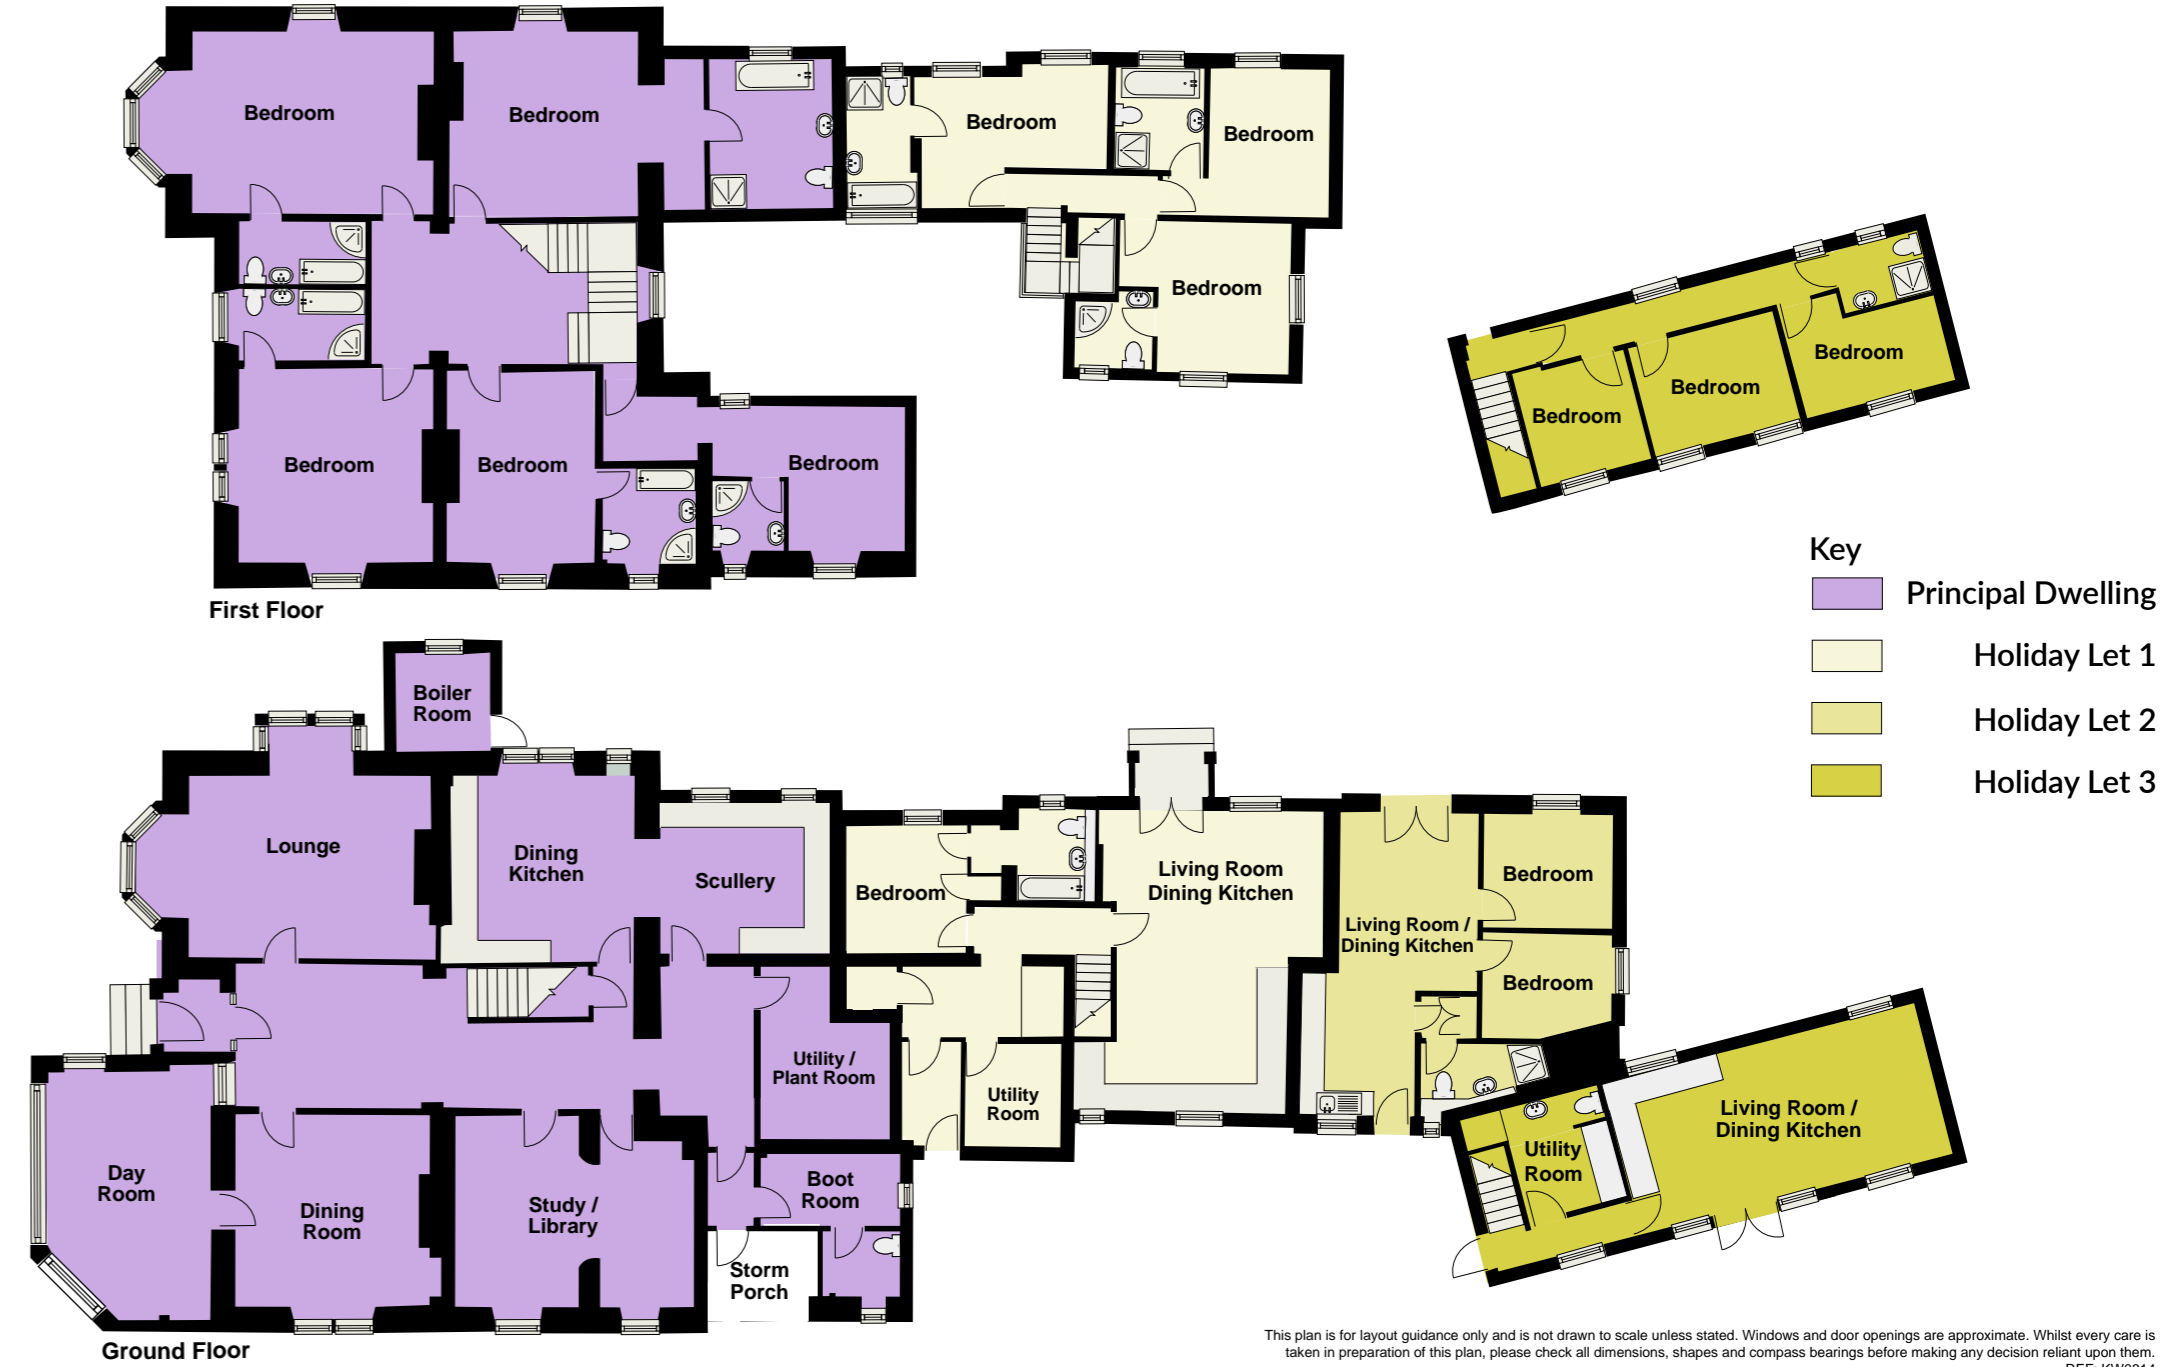 Bedroom
Bedroom
Bedroom
Bedroom
Bedroom
Bedroom
Bedroom
Bedroom
Bedroom
Bedroom
Bedroom
First Floor
Key
Principal Dwelling
Holiday Let 1
Holiday Let 2
Holiday Let 3
Boiler
Room
Lounge
Dining
Kitchen
Scullery
Bedroom
Living Room
Dining Kitchen
Living Room /
Dining Kitchen
Bedroom
Bedroom
Utility /
Plant Room
Utility
Room
Living Room /
Dining Kitchen
Utility
Room
Day
Room
Dining
Room
Study /
Library
Boot
Room
Storm
Porch
Ground Floor
This plan is for layout guidance only and is not drawn to scale unless stated. Windows and door openings are approximate. Whilst every care is
taken in preparation of this plan, please check all dimensions, shapes and compass bearings before making any decision reliant upon them.